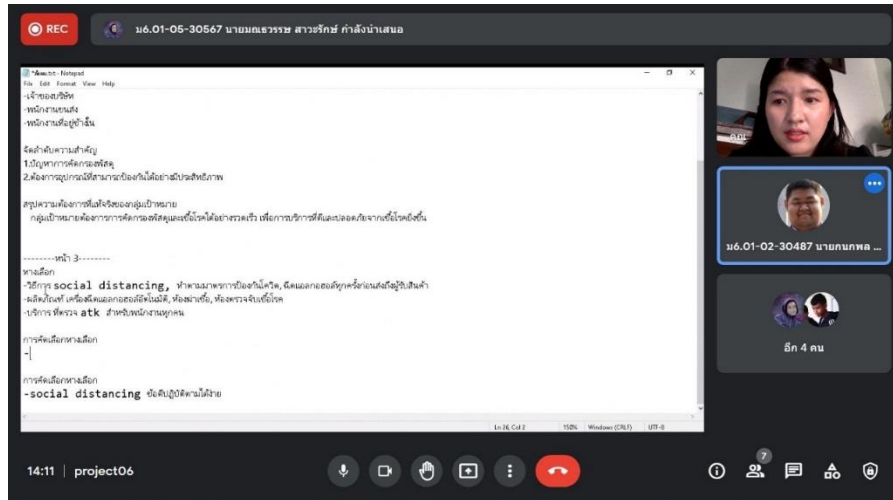 REC
ม6.01-05-30567 นายมณธวรรษ สาวะรักษ์ กำลังนำเสนอ
- Notepad
File Edit Format View Help
-เจ้าของบริษัท
-พนักงานขนส่ง
-พนักงานที่อยู่ข้างใน
จัดลำดับความสำคัญ
1.ปัญหาการคัดกรองพัสดุ
2.ต้องการอุปกรณ์ที่สามารถป้องกันได้อย่างมีประสิทธิภาพ
สรุปความต้องการที่แท้จริงของกลุ่มเป้าหมาย
กลุ่มเป้าหมายต้องการการคัดกรองพัสดุและเชื้อโรคได้อย่างรวดเร็ว เพื่อการบริการที่ดีและปลอดภัยจากเชื้อโรคยิ่งขึ้น
--------หน้า 3--------
ทางเลือก
-วิธีการ social distancing, ทำตามมาตรการป้องกันโควิด, ฉีดแอลกอฮอล์ทุกครั้งก่อนส่งถึงผู้รับสินค้า
-ผลิตภัณฑ์ เครื่องฉีดแอลกอฮอล์อัตโนมัติ, ห้องฆ่าเชื้อ, ห้องตรวจจับเชื้อโรค
-บริการ ที่ตรวจ atk สำหรับพนักงานทุกคน
การคัดเลือกทางเลือก
-
การคัดเลือกทางเลือก
-social distancing ข้อดีปฏิบัติตามได้ง่าย
Ln 26, Col 2 150% Windows (CRLF) UTF-8
คุณ
ม6.01-02-30487 นายกนกพล ...
อีก 4 คน
14:11 | project06
7